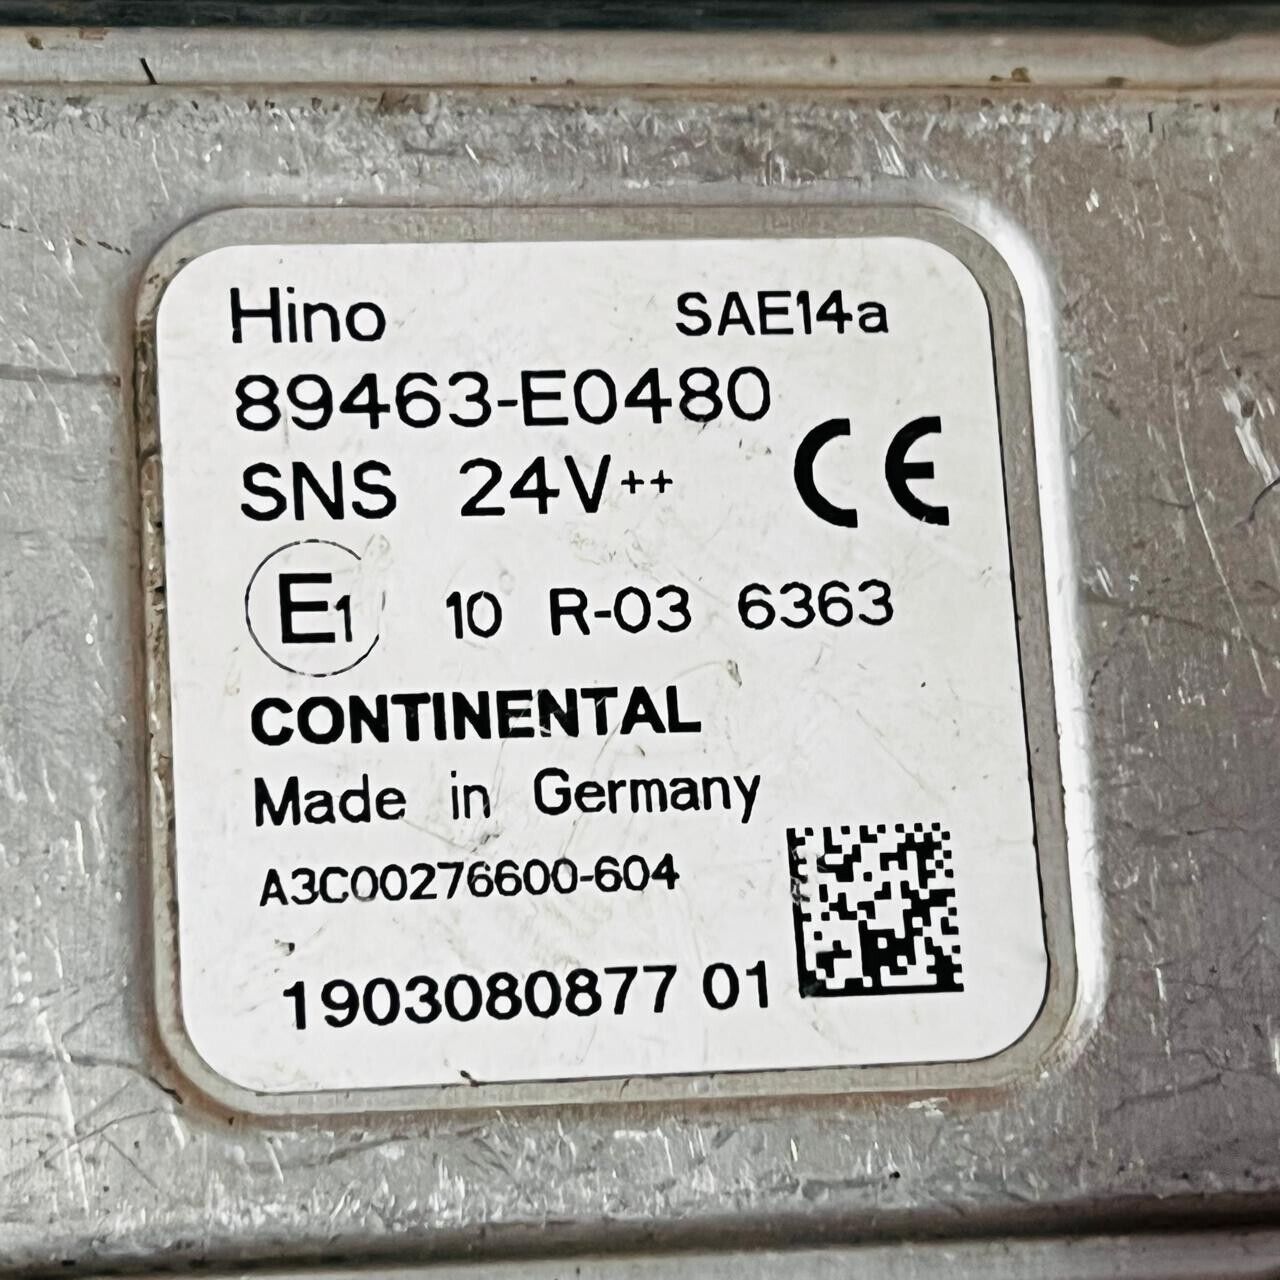 Hino SAE14a
89463-E0480
SNS 24V++ CE
E1 10 R-03 6363
CONTINENTAL
Made in Germany
A3C00276600-604
1903080877 01